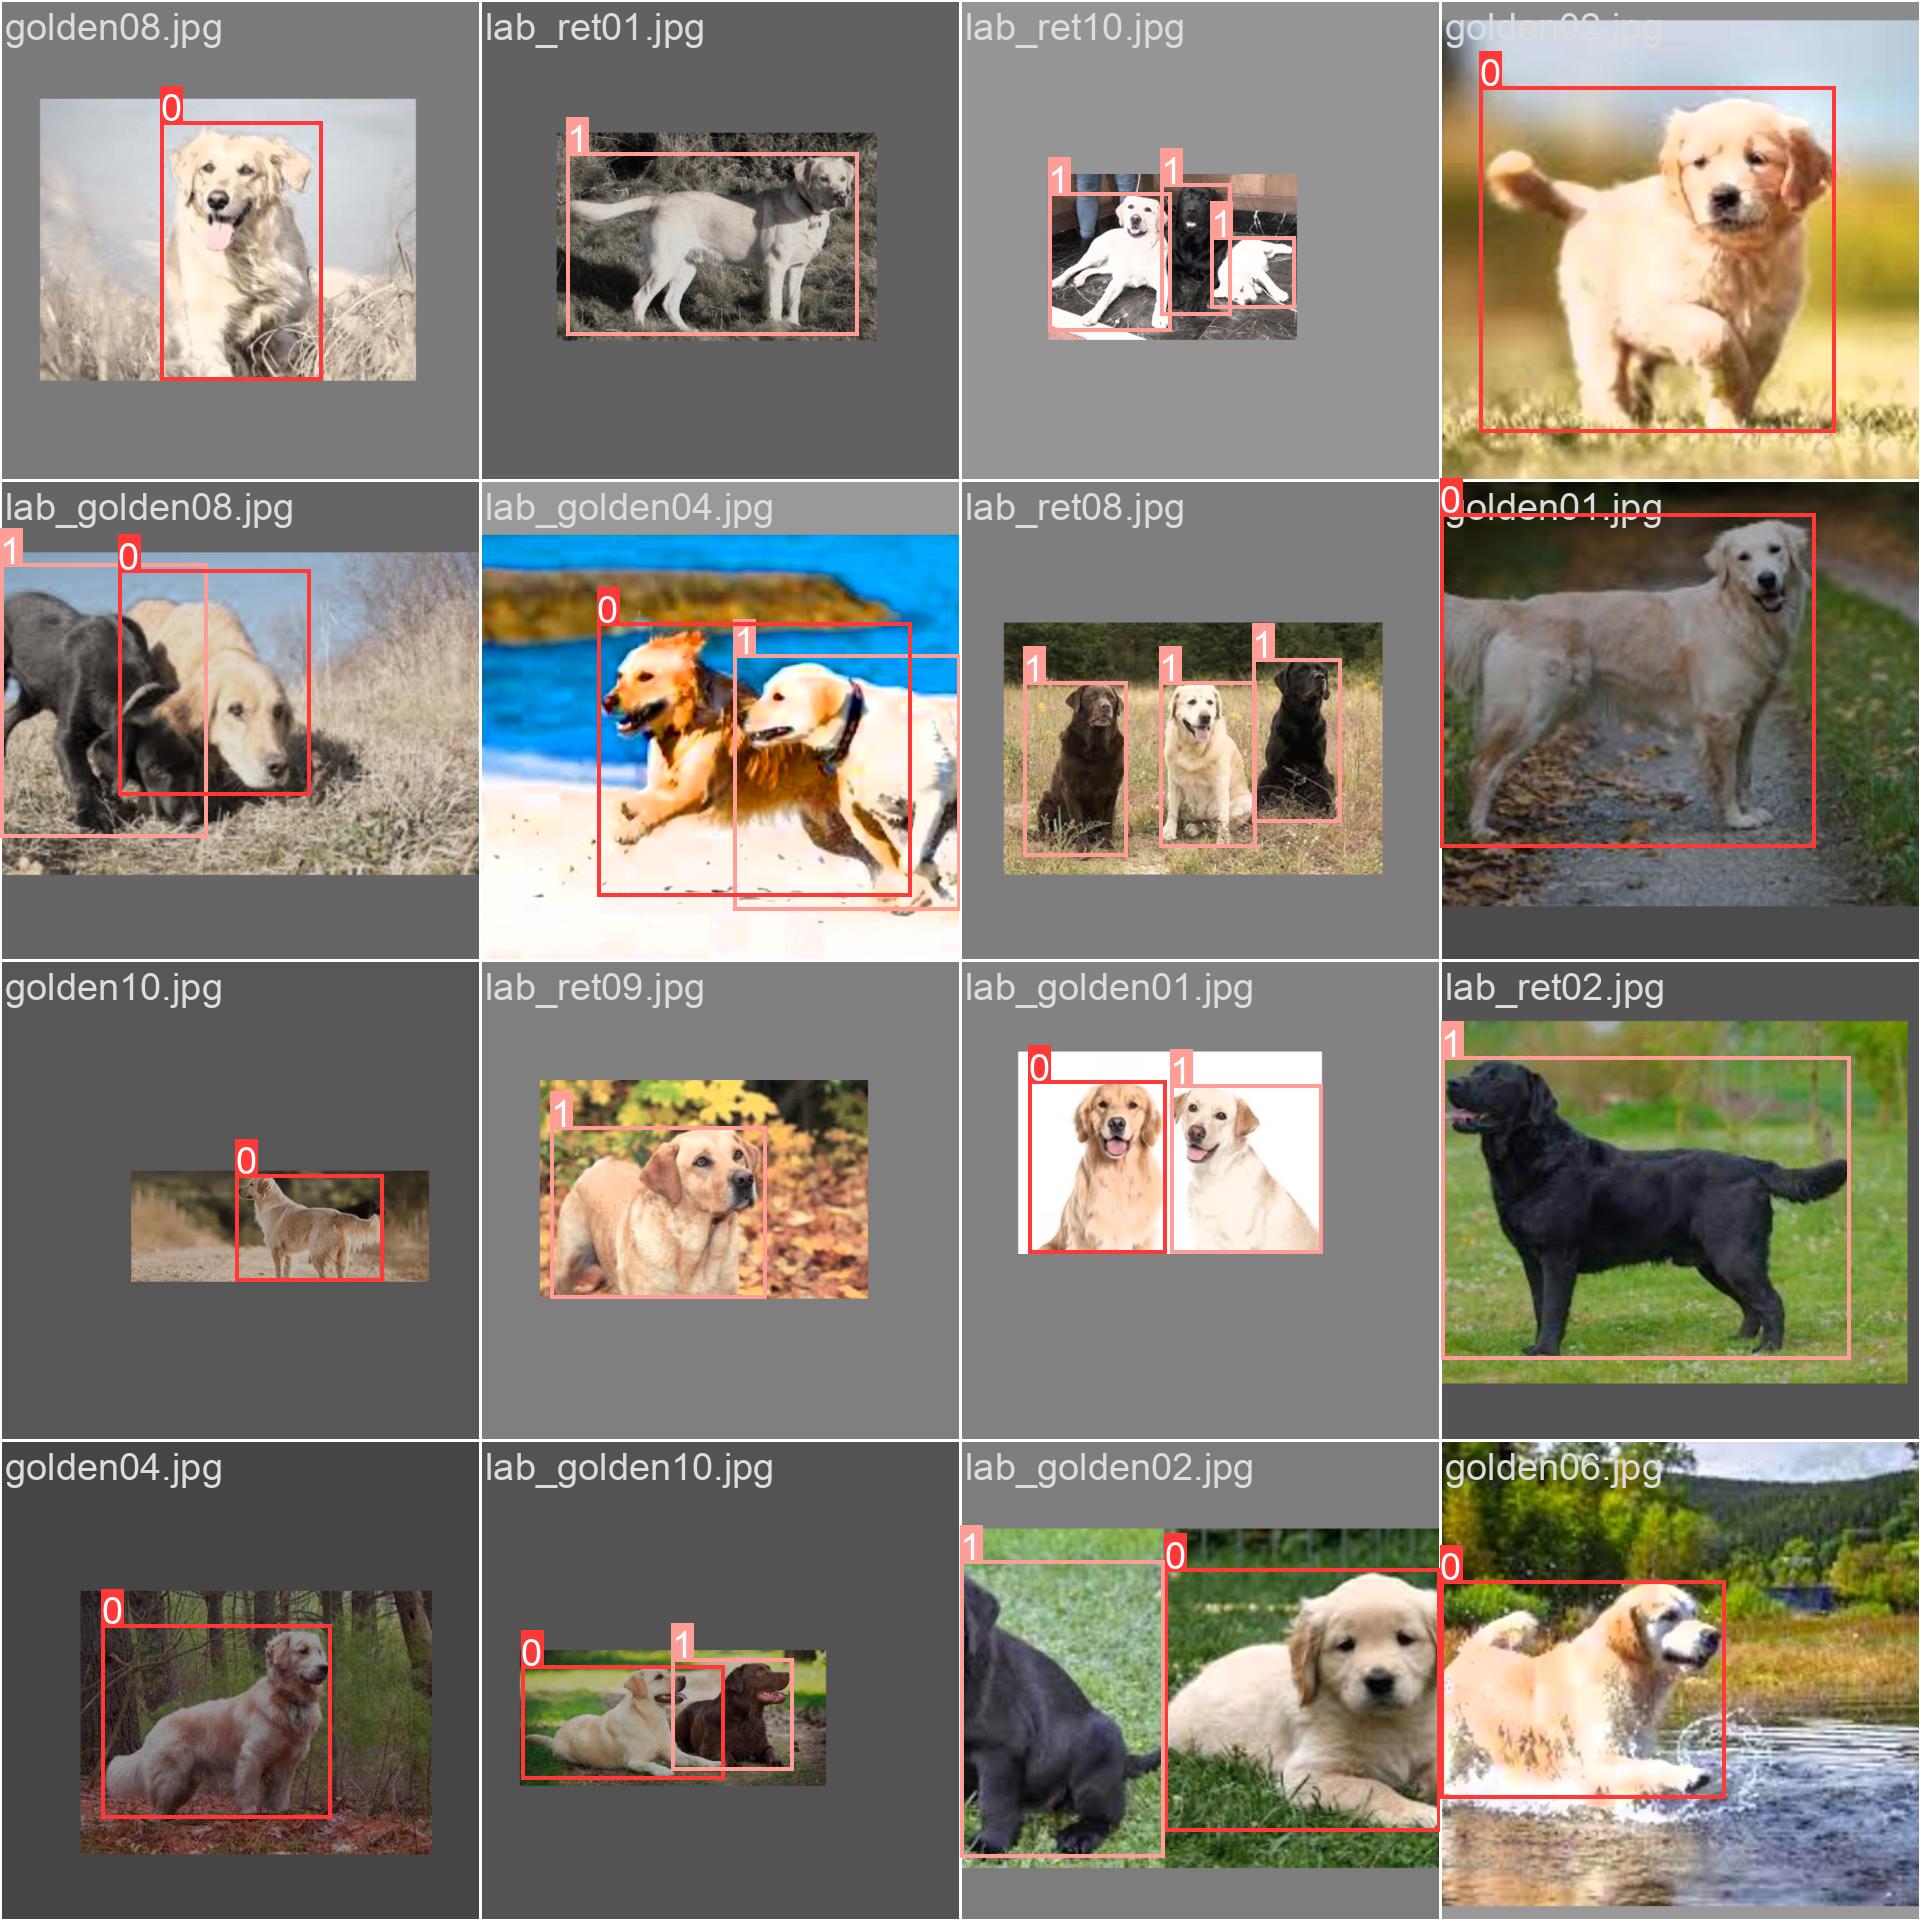 golden08.jpg
0
lab_ret01.jpg
1
lab_ret10.jpg
1
1
1
golden02.jpg
0
lab_golden08.jpg
1
0
lab_golden04.jpg
0
1
lab_ret08.jpg
1
1
1
golden01.jpg
0
golden10.jpg
0
lab_ret09.jpg
1
lab_golden01.jpg
0
1
lab_ret02.jpg
1
golden04.jpg
0
lab_golden10.jpg
0
1
lab_golden02.jpg
1
0
golden06.jpg
0